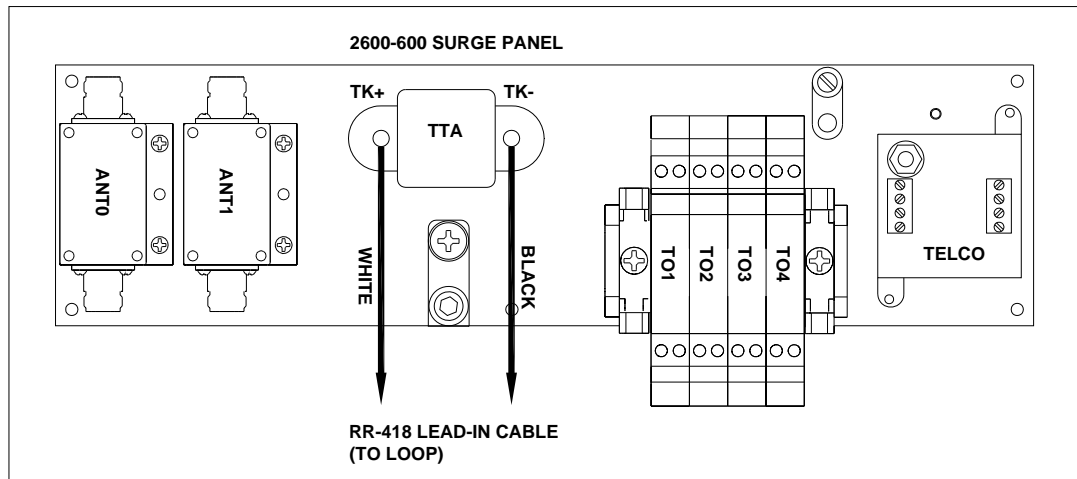 2600-600 SURGE PANEL
TK+
TK-
TTA
ANT0
ANT1
WHITE
BLACK
TO1
TO2
TO3
TO4
TELCO
RR-418 LEAD-IN CABLE
(TO LOOP)